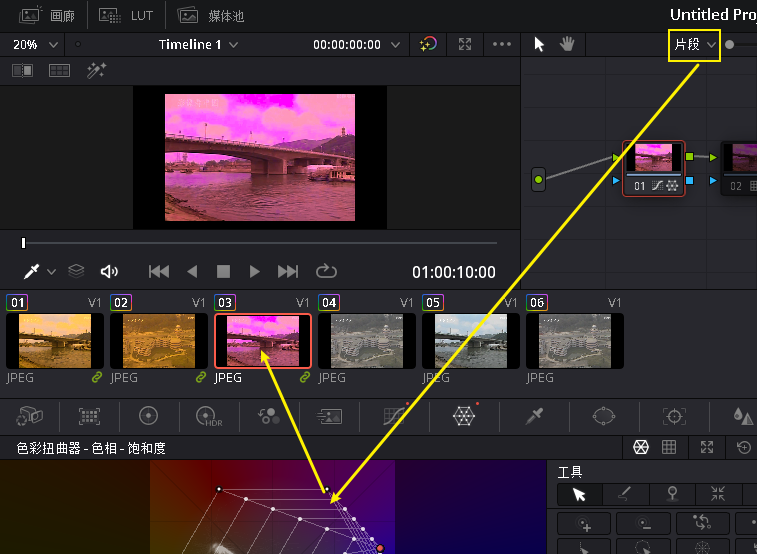 画廊 LUT 媒体池 Untitled Proj
20% Timeline 1 00:00:00:00 片段
01 02
01:00:10:00
01 V1 02 V1 03 V1 04 V1 05 V1 06 V1
JPEG JPEG JPEG JPEG JPEG JPEG
HDR
色彩扭曲器 - 色相 - 饱和度
工具